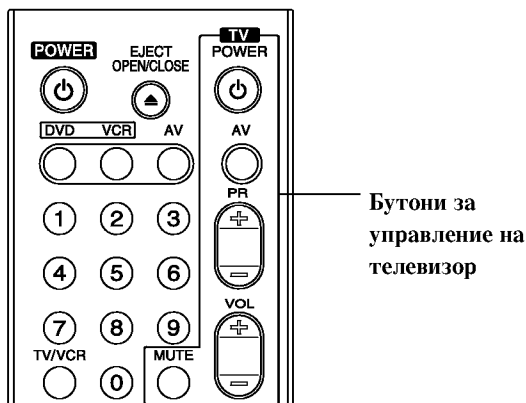 TV
POWER EJECT POWER
OPEN/CLOSE
DVD VCR AV AV
PR
1 2 3
+
4 5 6
−
Бутони за
управление на
телевизор
VOL
7 8 9
+
TV/VCR MUTE
0
−